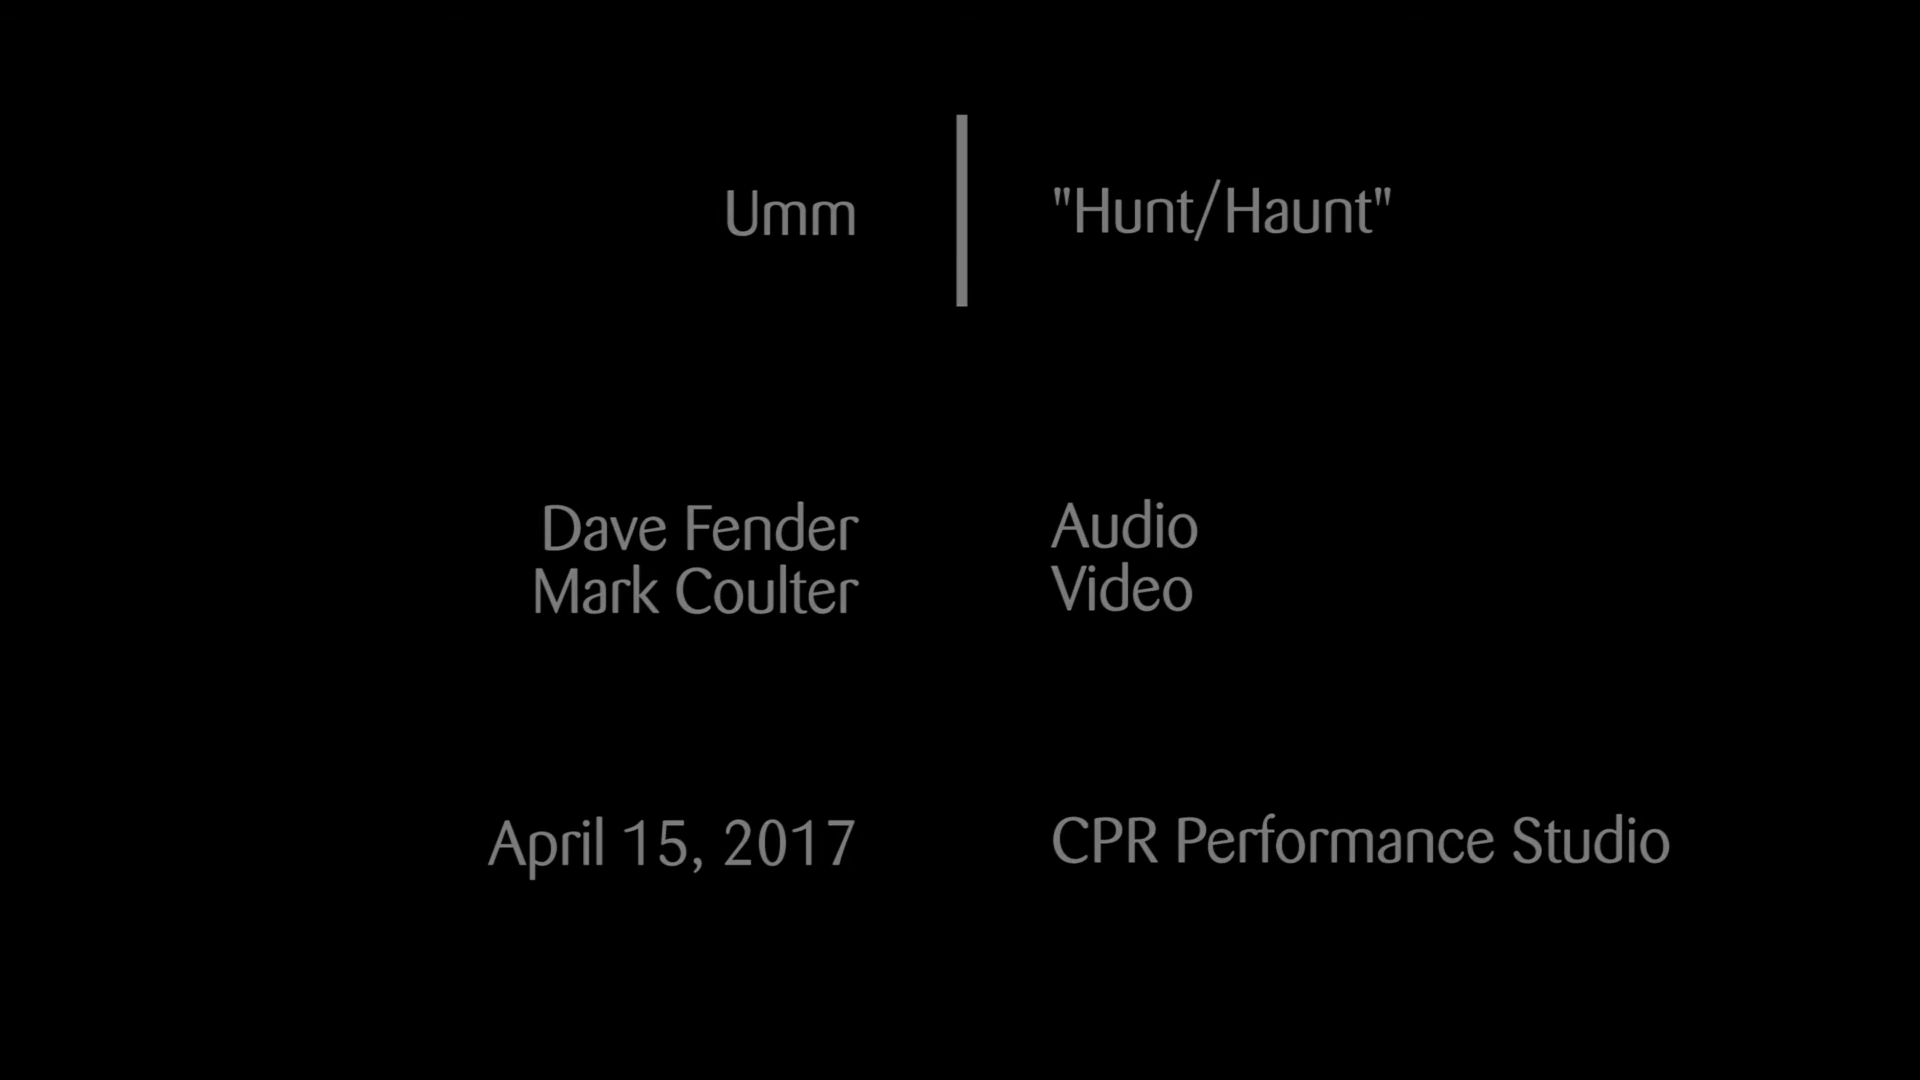 Umm | "Hunt/Haunt"
Dave Fender Audio
Mark Coulter Video
April 15, 2017 CPR Performance Studio